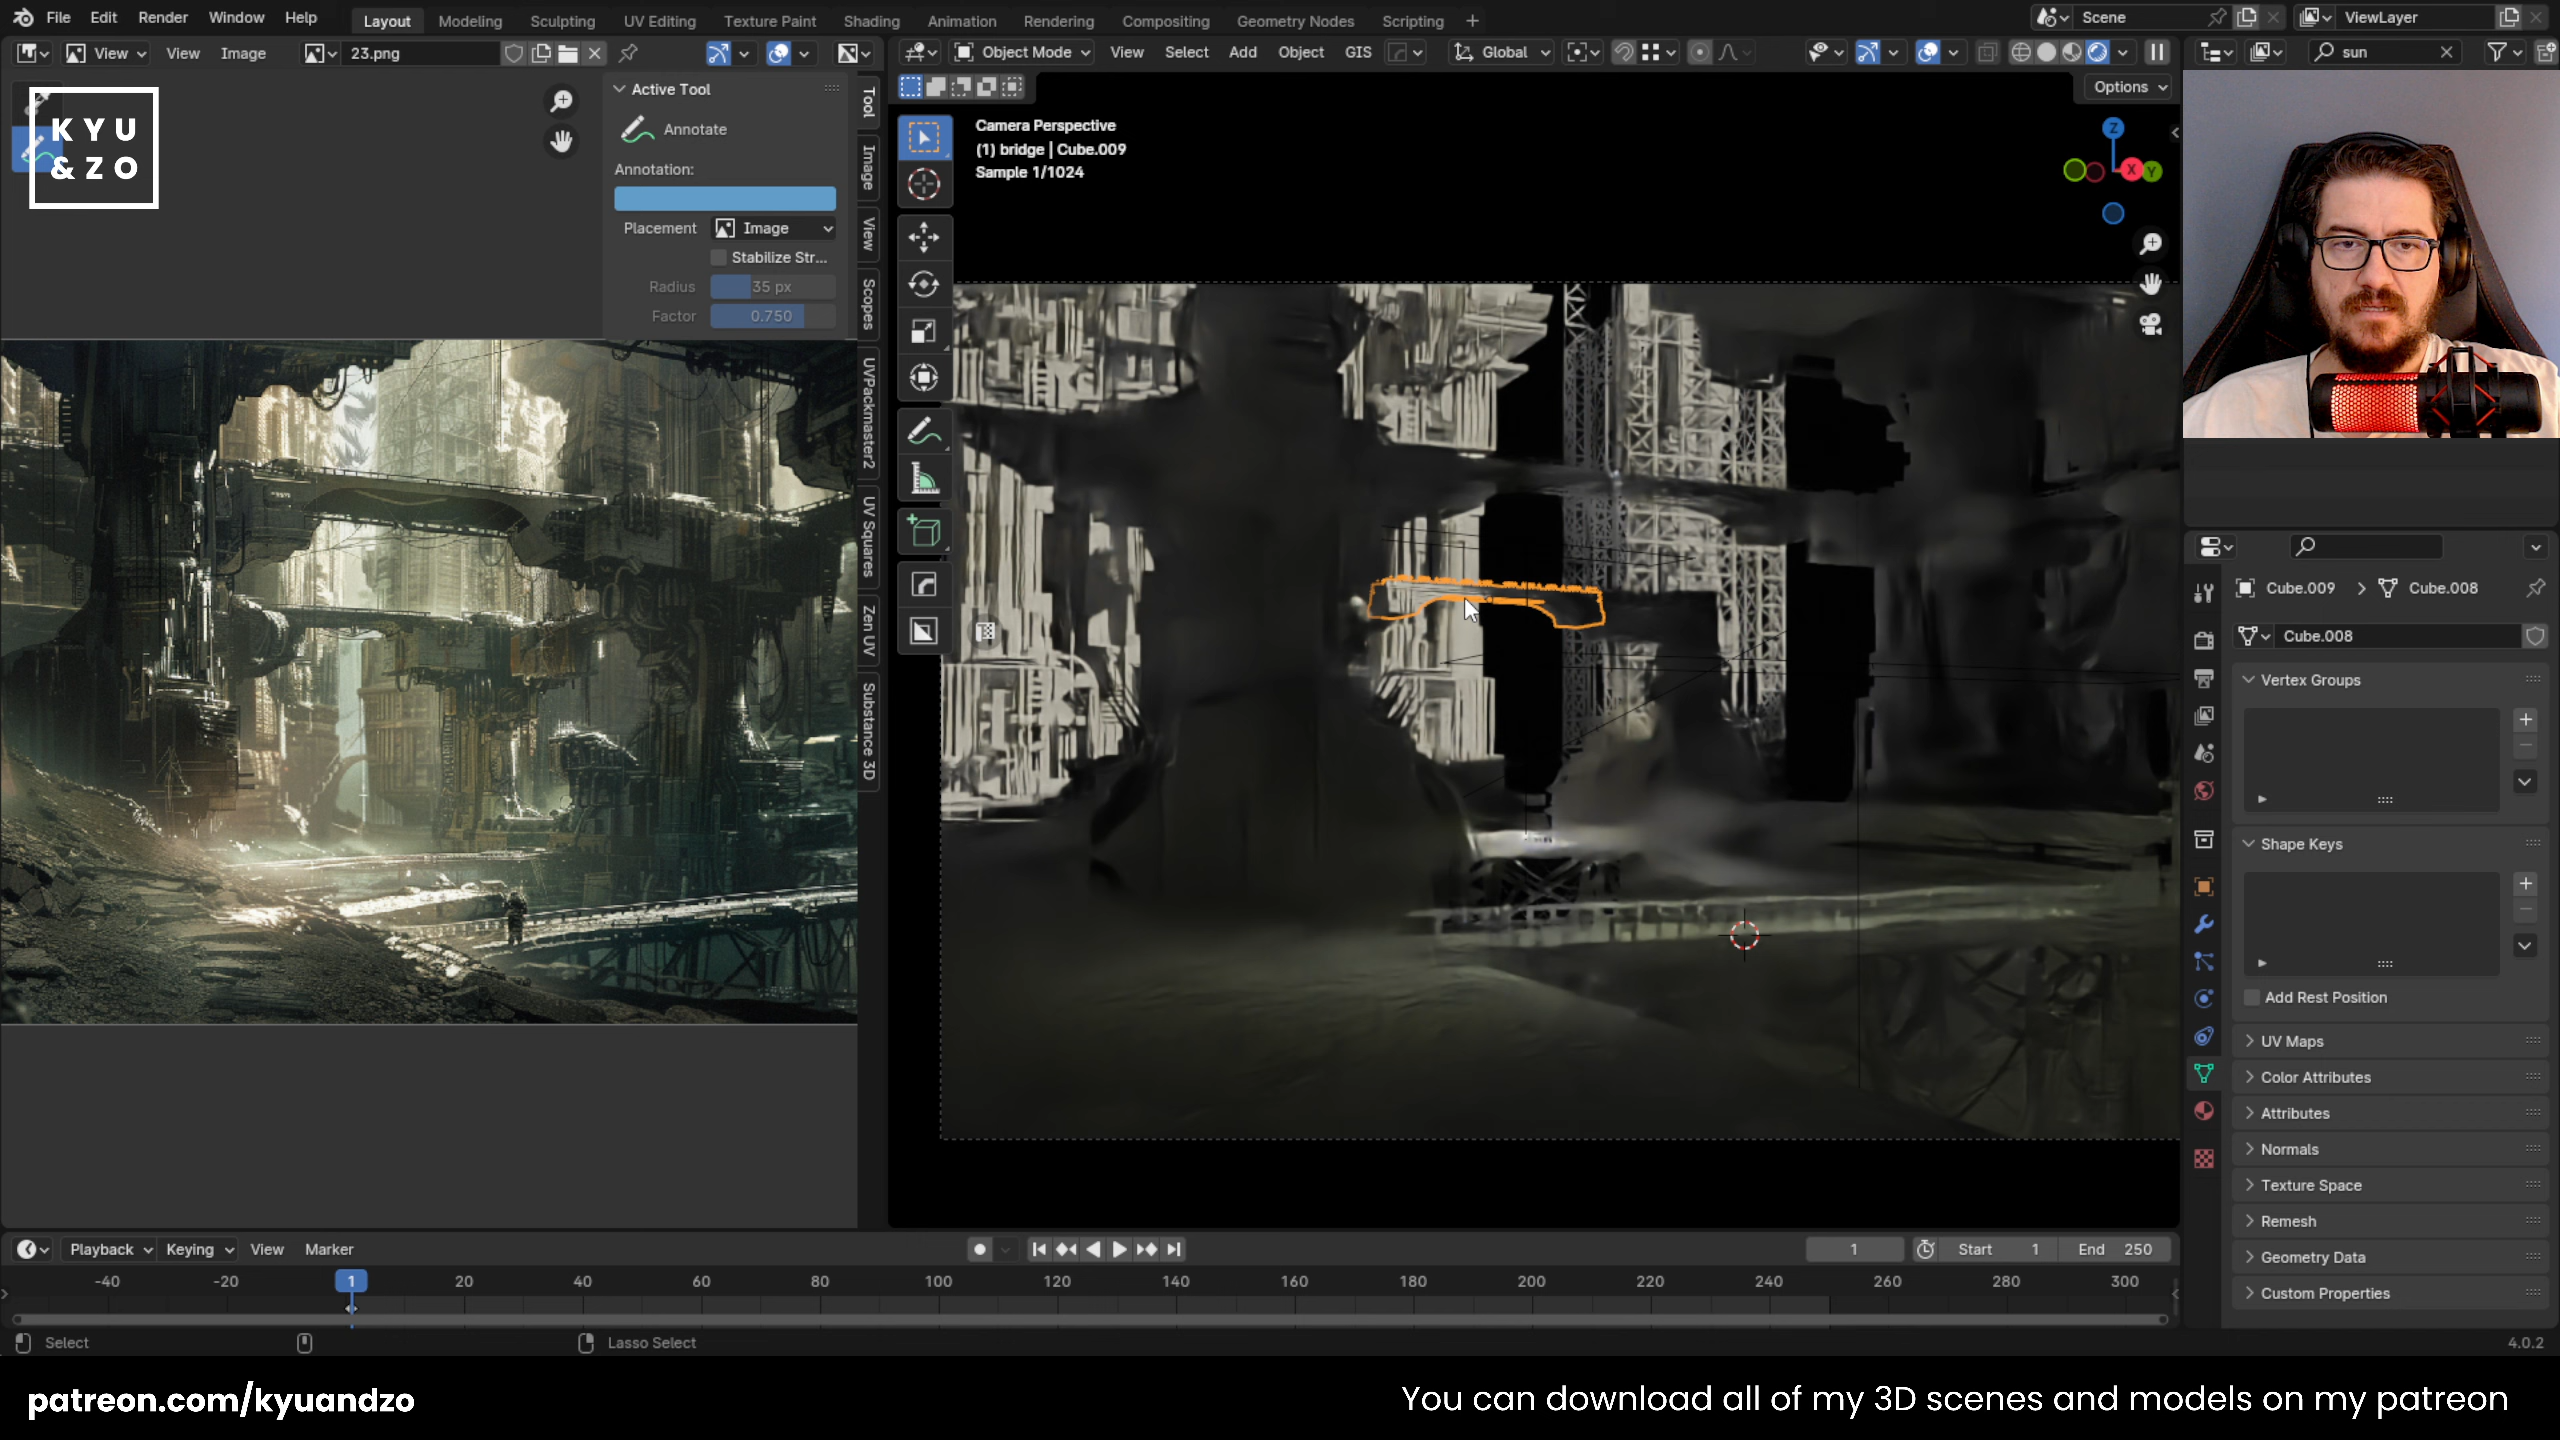 File Edit Render Window Help
Layout Modeling Sculpting UV Editing Texture Paint Shading Animation Rendering Compositing Geometry Nodes Scripting +
Scene
ViewLayer
View View Image 23.png
Object Mode View Select Add Object GIS Global
sun
Options
KYU
&ZO
Active Tool
Annotate
Annotation:
Placement Image
Stabilize Str...
Radius 35 px
Factor 0.750
Tool
Image
View
Scopes
UVPackmaster2
UV Squares
Zen UV
Substance 3D
Camera Perspective
(1) bridge | Cube.009
Sample 1/1024
Z
X
Y
Cube.009 > Cube.008
Cube.008
Vertex Groups
Shape Keys
Add Rest Position
UV Maps
Color Attributes
Attributes
Normals
Texture Space
Remesh
Geometry Data
Custom Properties
Playback Keying View Marker
1 Start 1 End 250
-40 -20 1 20 40 60 80 100 120 140 160 180 200 220 240 260 280 300
Select Lasso Select 4.0.2
patreon.com/kyuandzo
You can download all of my 3D scenes and models on my patreon